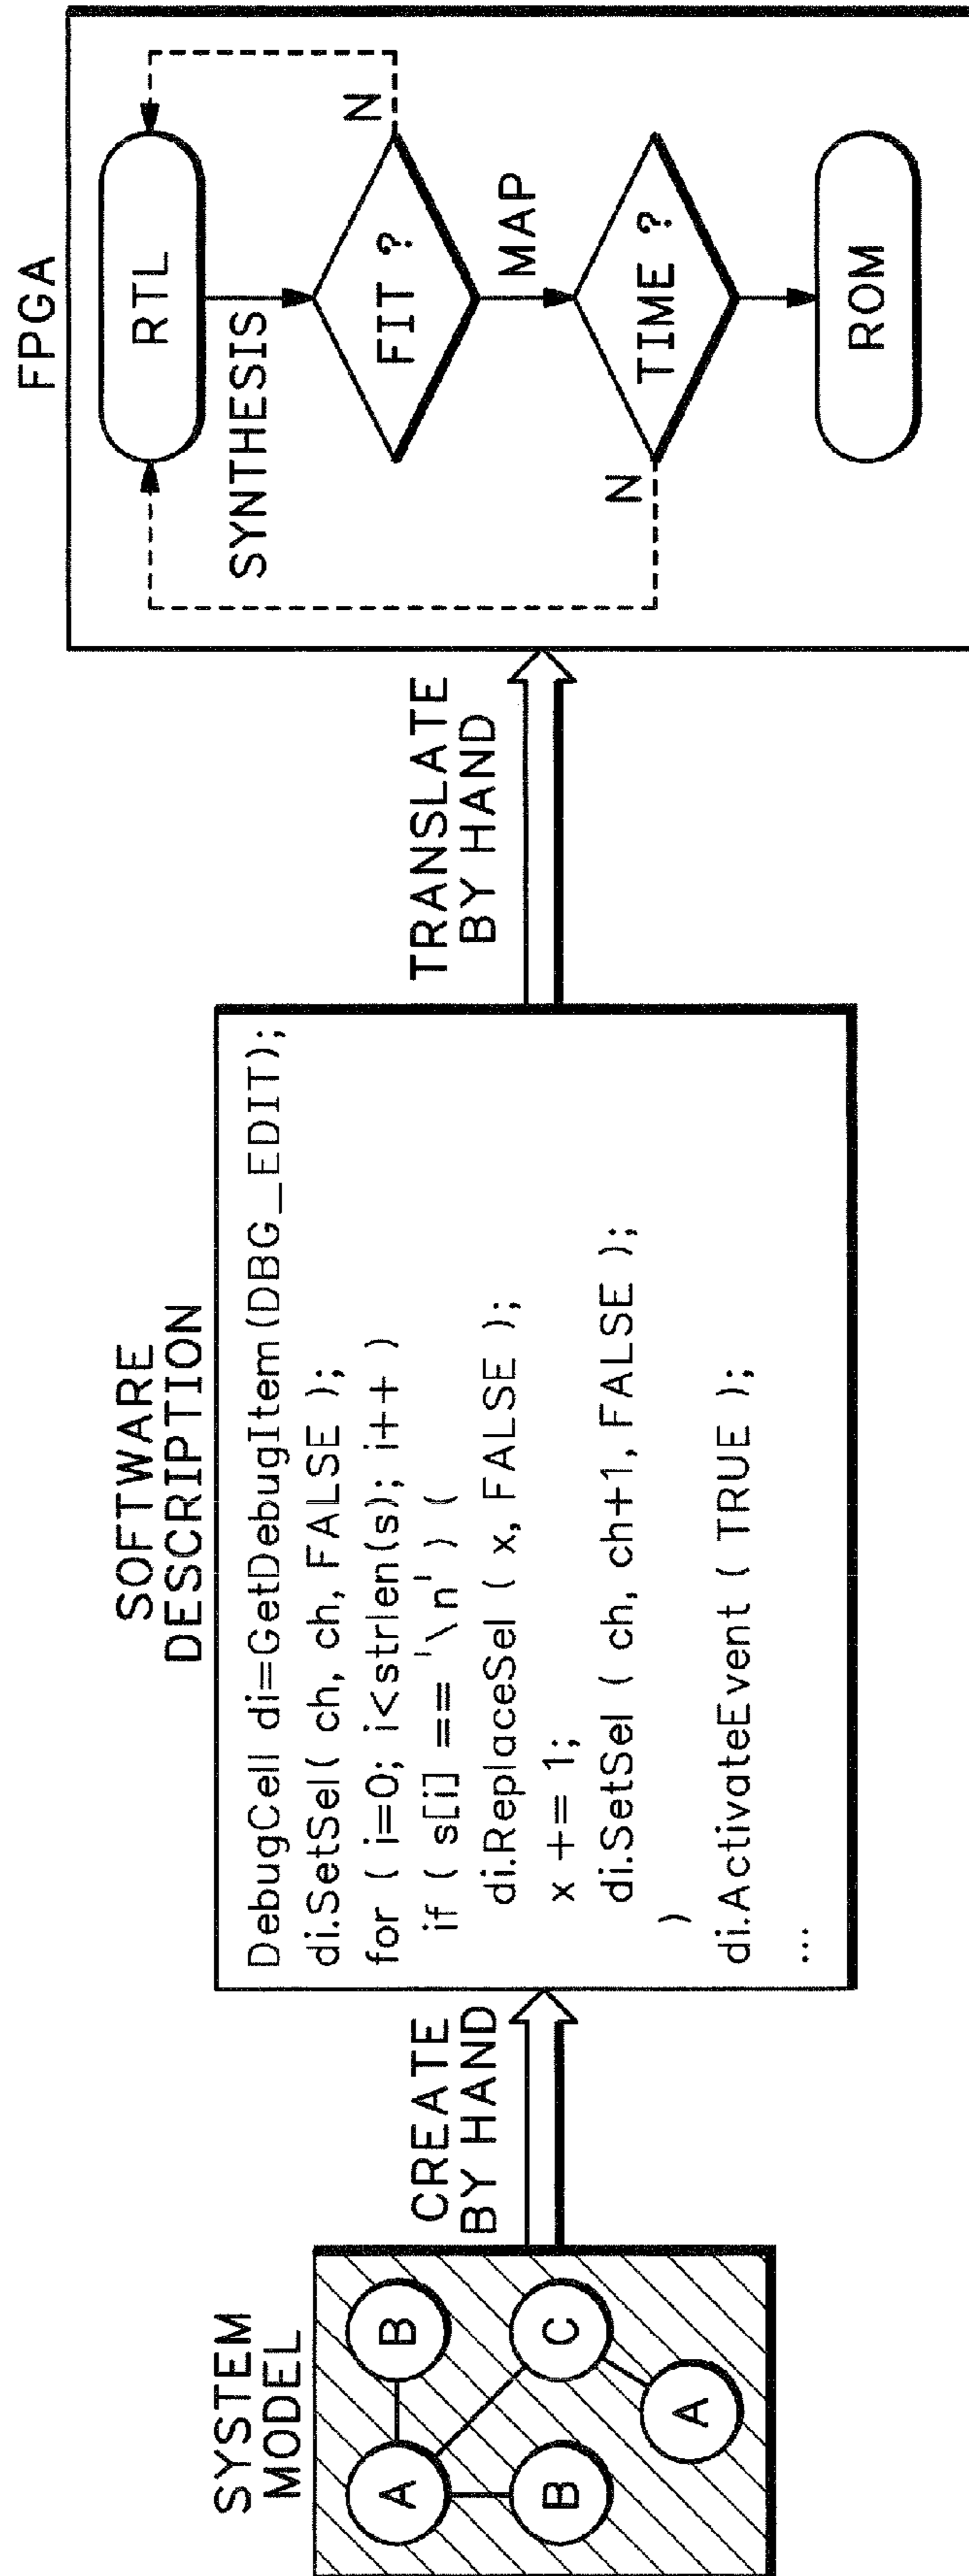 SYSTEM
MODEL
A
B
B
C
A
CREATE
BY HAND
SOFTWARE
DESCRIPTION
DebugCell di=GetDebugItem(DBG_EDIT);
di.SetSel( ch, ch, FALSE );
for ( i=0; i<strlen(s); i++ )
if ( s[i] == '\n' ) (
di.ReplaceSel ( x, FALSE );
x += 1;
di.SetSel ( ch, ch+1, FALSE );
)
di.ActivateEvent ( TRUE );
...
TRANSLATE
BY HAND
FPGA
RTL
SYNTHESIS
FIT ?
N
MAP
TIME ?
N
ROM